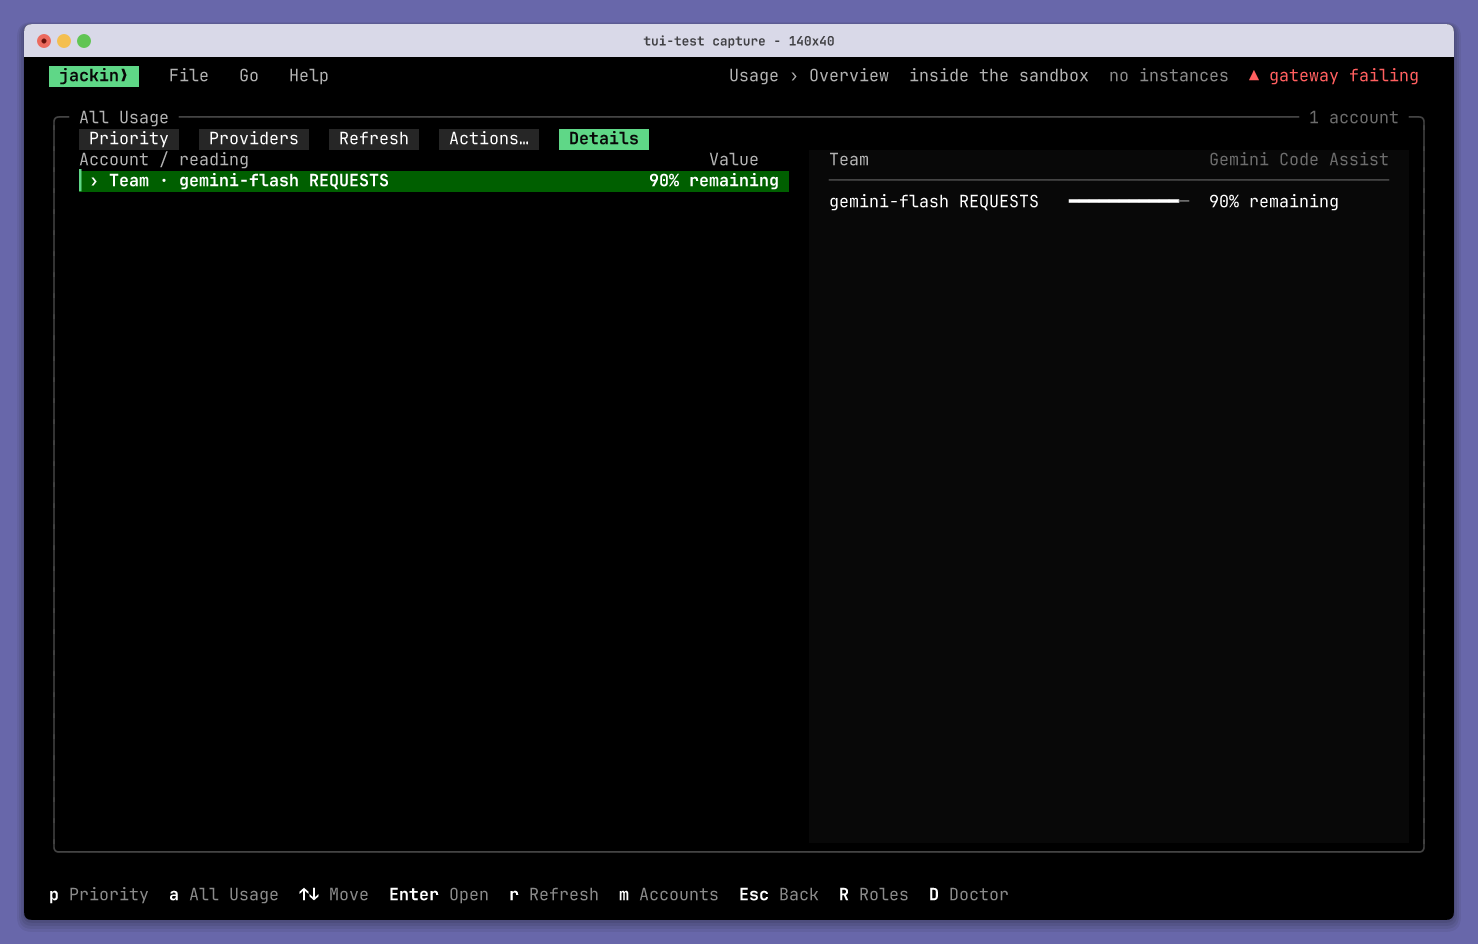 tui-test capture - 140x40
jackin❯ File Go Help Usage › Overview inside the sandbox no instances ▲ gateway failing
All Usage 1 account
Priority Providers Refresh Actions… Details
Account / reading Value Team Gemini Code Assist
› Team · gemini-flash REQUESTS 90% remaining
gemini-flash REQUESTS 90% remaining
p Priority a All Usage ↑↓ Move Enter Open r Refresh m Accounts Esc Back R Roles D Doctor